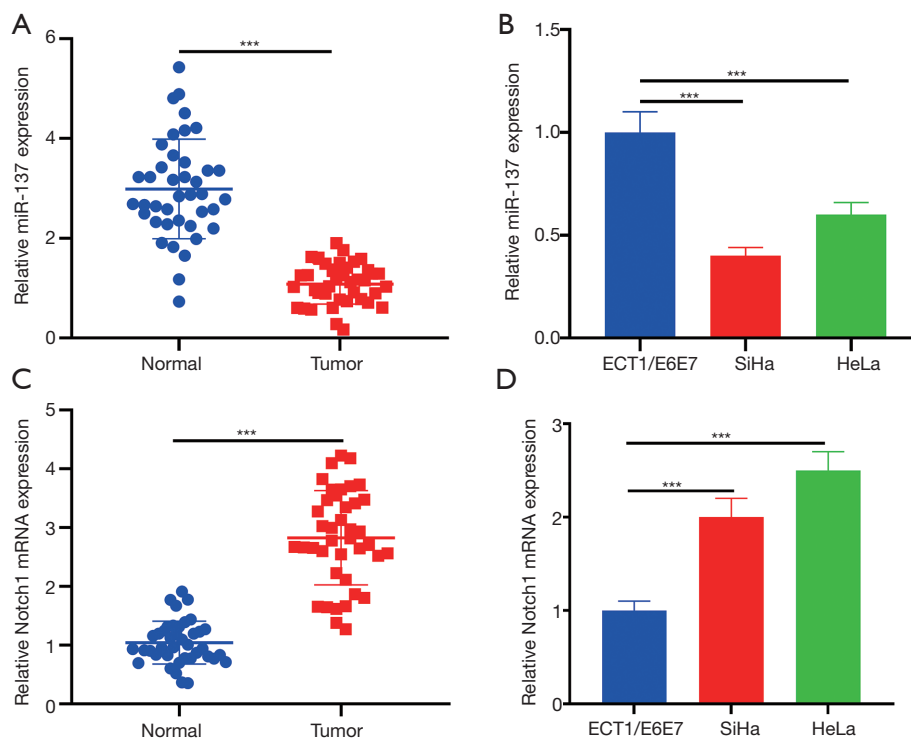 A
Relative miR-137 expression
6
4
2
0
***
Normal
Tumor
B
Relative miR-137 expression
1.5
1.0
0.5
0.0
***
***
ECT1/E6E7
SiHa
HeLa
C
Relative Notch1 mRNA expression
5
4
3
2
1
0
***
Normal
Tumor
D
Relative Notch1 mRNA expression
3
2
1
0
***
***
ECT1/E6E7
SiHa
HeLa